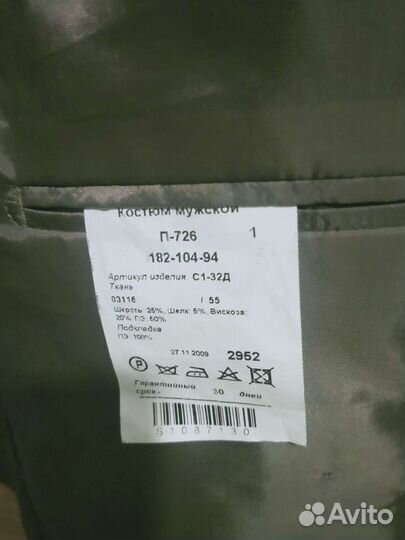 Костюм мужской
П-726 1
182-104-94
Артикул изделия С1-32Д
Ткань
03116 / 55
Шерсть: 25%, Шелк: 5%, Вискоза:
20% ПЭ: 50%
Подкладка
ПЭ: 100%
27.11.2009 2952
P
Гарантийный
срок- 30 дней
51087130
Avito